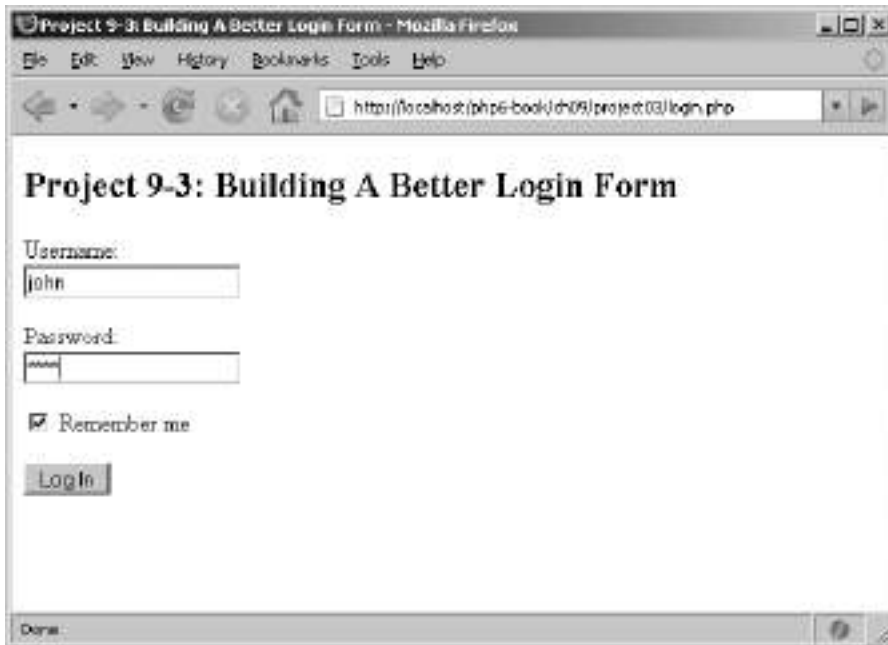 Project 9-3: Building A Better Login Form - Mozilla Firefox
File Edit View History Bookmarks Tools Help
http://localhost/php6-book/ch09/project03/login.php
Project 9-3: Building A Better Login Form
Username:
john
Password:
****
Remember me
Log In
Done